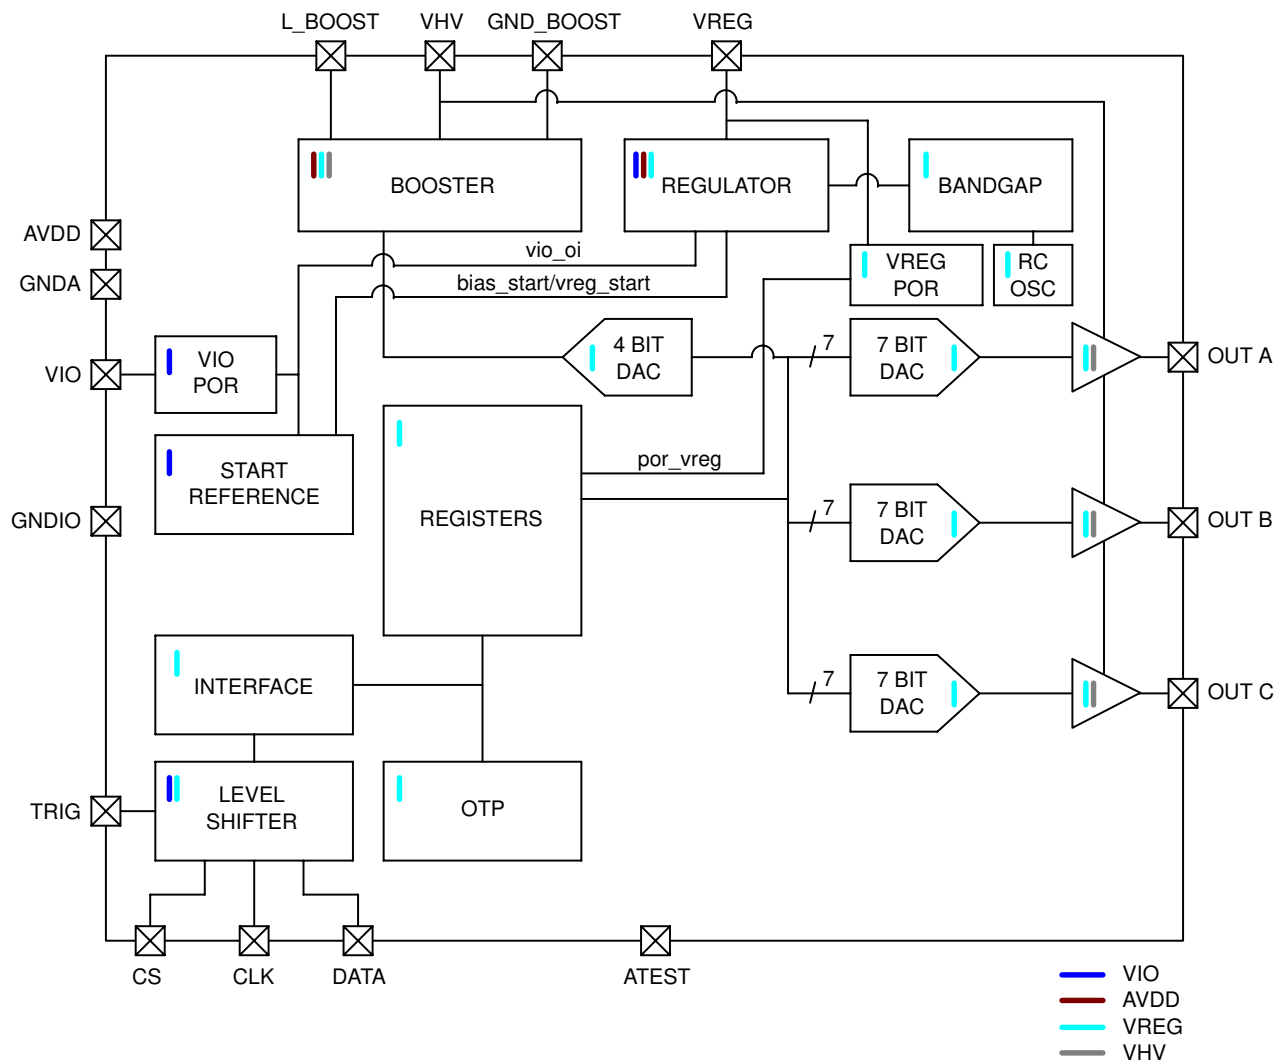 L_BOOST
VHV
GND_BOOST
VREG
BOOSTER
REGULATOR
BANDGAP
AVDD
GNDA
vio_oi
bias_start/vreg_start
VREG
POR
RC
OSC
VIO
VIO
POR
4 BIT
DAC
7
7 BIT
DAC
OUT A
START
REFERENCE
por_vreg
REGISTERS
GNDIO
7
7 BIT
DAC
OUT B
INTERFACE
7
7 BIT
DAC
OUT C
TRIG
LEVEL
SHIFTER
OTP
CS
CLK
DATA
ATEST
VIO
AVDD
VREG
VHV